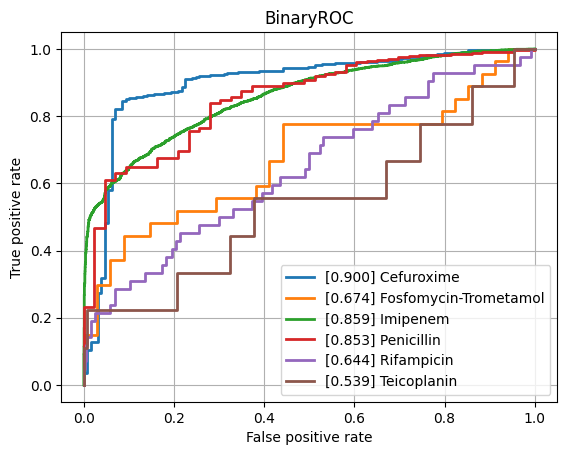 BinaryROC
True positive rate
1.0
0.8
0.6
0.4
0.2
0.0
[0.900] Cefuroxime
[0.674] Fosfomycin-Trometamol
[0.859] Imipenem
[0.853] Penicillin
[0.644] Rifampicin
[0.539] Teicoplanin
0.0 0.2 0.4 0.6 0.8 1.0
False positive rate